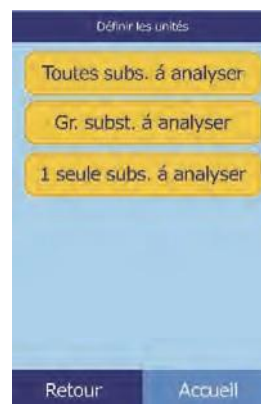 Définir les unités
Toutes subs. á analyser
Gr. subst. á analyser
1 seule subs. á analyser
Retour Accueil